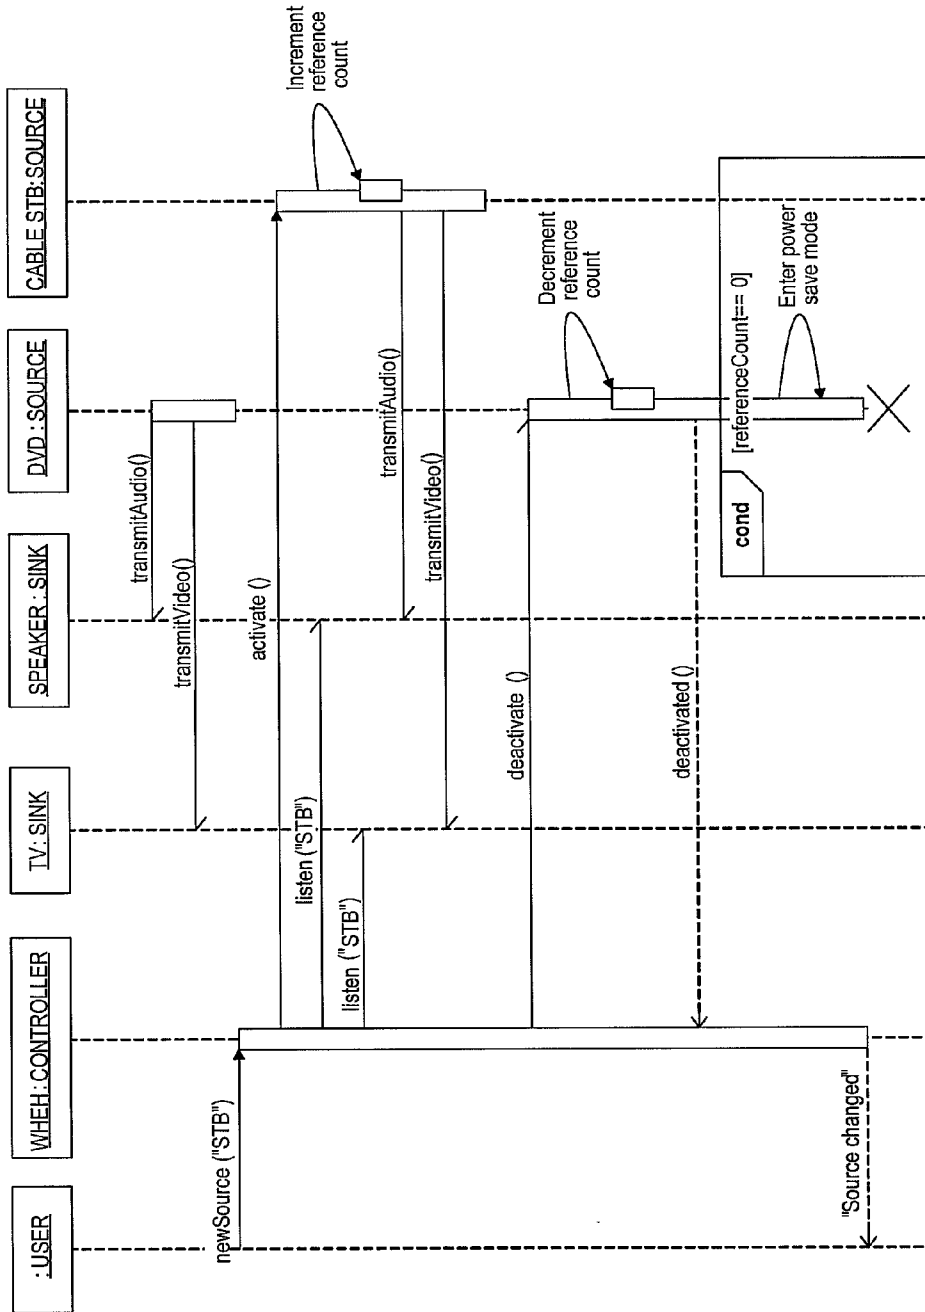 : USER
WHEH : CONTROLLER
TV : SINK
SPEAKER : SINK
DVD : SOURCE
CABLE STB:SOURCE
transmitAudio()
transmitVideo()
newSource ("STB")
activate ()
Increment
reference
count
listen ("STB")
listen ("STB")
transmitAudio()
transmitVideo()
deactivate ()
Decrement
reference
count
deactivated ()
cond
[referenceCount== 0]
Enter power
save mode
"Source changed"